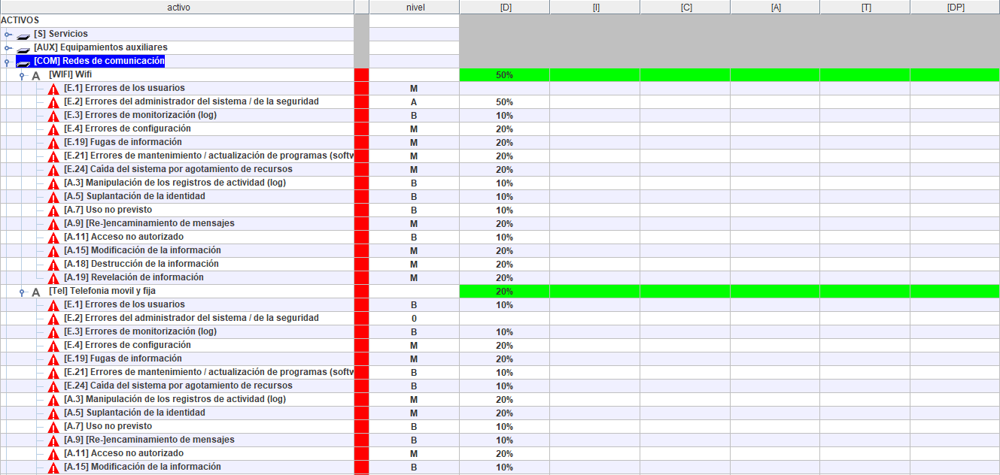 activo nivel [D] [I] [C] [A] [T] [DP]
ACTIVOS
[S] Servicios
[AUX] Equipamientos auxiliares
[COM] Redes de comunicación
A [WIFI] Wifi 50%
[E.1] Errores de los usuarios M
[E.2] Errores del administrador del sistema / de la seguridad A 50%
[E.3] Errores de monitorización (log) B 10%
[E.4] Errores de configuración M 20%
[E.19] Fugas de información M 20%
[E.21] Errores de mantenimiento / actualización de programas (softw M 20%
[E.24] Caída del sistema por agotamiento de recursos M 20%
[A.3] Manipulación de los registros de actividad (log) B 10%
[A.5] Suplantación de la identidad B 10%
[A.7] Uso no previsto B 10%
[A.9] [Re-]encaminamiento de mensajes M 20%
[A.11] Acceso no autorizado B 10%
[A.15] Modificación de la información M 20%
[A.18] Destrucción de la información M 20%
[A.19] Revelación de información M 20%
A [Tel] Telefonia movil y fija 20%
[E.1] Errores de los usuarios B 10%
[E.2] Errores del administrador del sistema / de la seguridad 0
[E.3] Errores de monitorización (log) B 10%
[E.4] Errores de configuración M 20%
[E.19] Fugas de información M 20%
[E.21] Errores de mantenimiento / actualización de programas (softw B 10%
[E.24] Caída del sistema por agotamiento de recursos B 10%
[A.3] Manipulación de los registros de actividad (log) M 20%
[A.5] Suplantación de la identidad M 20%
[A.7] Uso no previsto B 10%
[A.9] [Re-]encaminamiento de mensajes B 10%
[A.11] Acceso no autorizado M 20%
[A.15] Modificación de la información B 10%